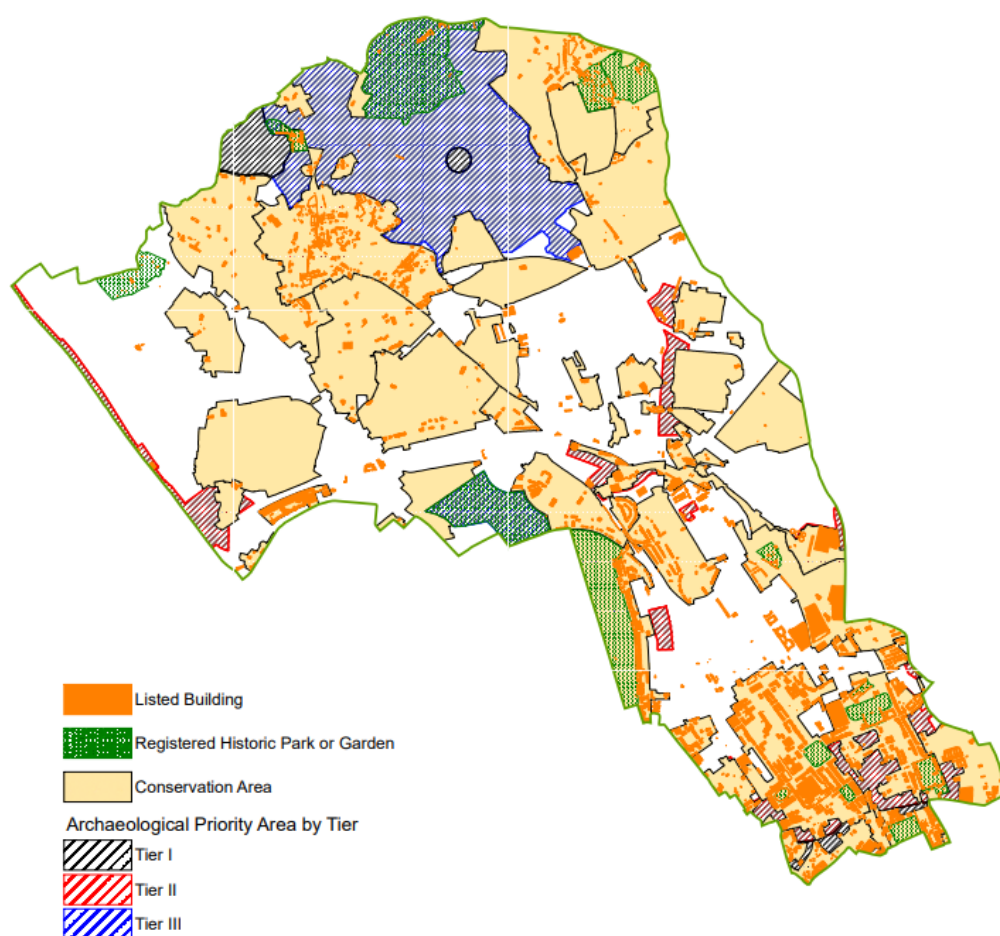 Listed Building
Registered Historic Park or Garden
Conservation Area
Archaeological Priority Area by Tier
Tier I
Tier II
Tier III